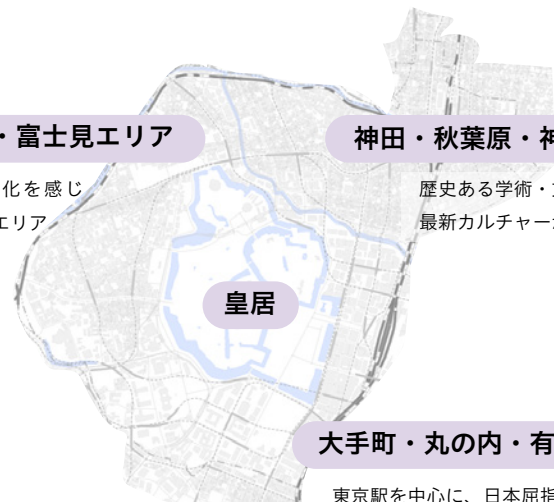 ・富士見エリア
化を感じ
エリア
神田・秋葉原・神
歴史ある学術・
最新カルチャー
皇居
大手町・丸の内・有
東京駅を中心に、日本屈指